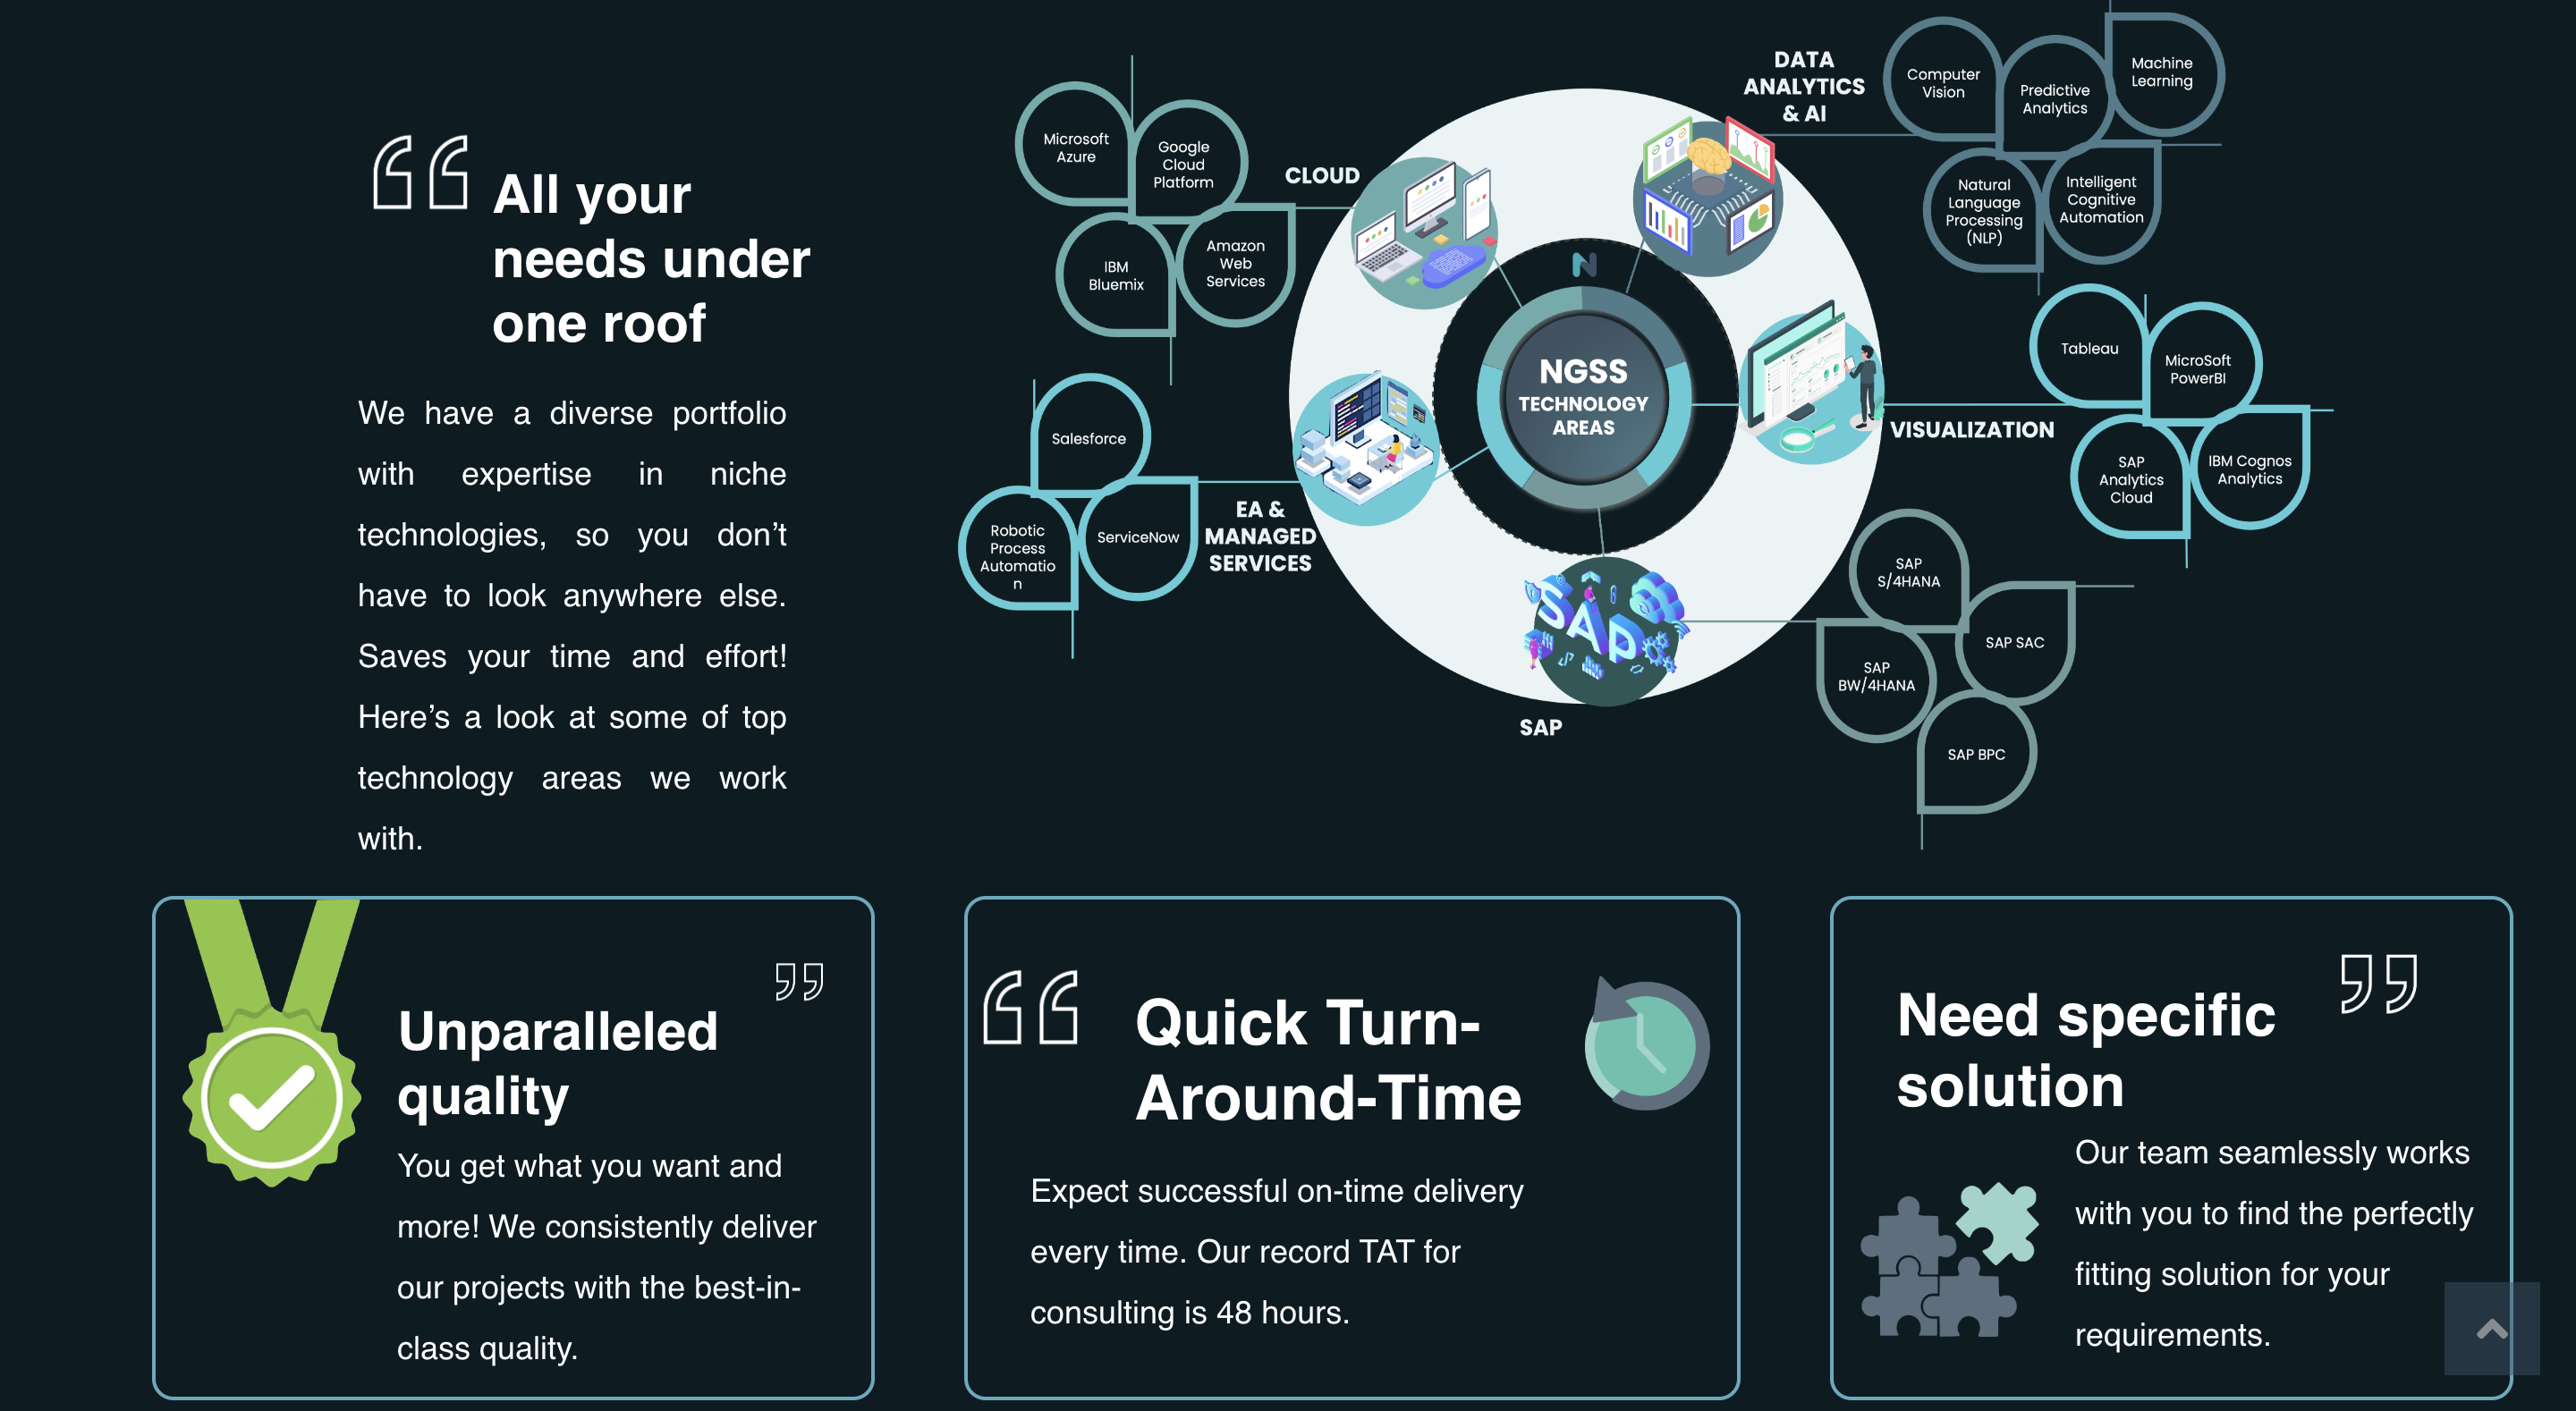 All your
needs under
one roof
We have a diverse portfolio
with expertise in niche
technologies, so you don't
have to look anywhere else.
Saves your time and effort!
Here's a look at some of top
technology areas we work
with.
CLOUD
Microsoft
Azure
Google
Cloud
Platform
IBM
Bluemix
Amazon
Web
Services
DATA
ANALYTICS
& AI
Computer
Vision
Predictive
Analytics
Machine
Learning
Natural
Language
Processing
(NLP)
Intelligent
Cognitive
Automation
N
NGSS
TECHNOLOGY
AREAS
VISUALIZATION
Tableau
MicroSoft
PowerBI
SAP
Analytics
Cloud
IBM Cognos
Analytics
EA &
MANAGED
SERVICES
Salesforce
Robotic
Process
Automatio
n
ServiceNow
SAP
SAP
SAP
S/4HANA
SAP SAC
SAP
BW/4HANA
SAP BPC
Unparalleled
quality
You get what you want and
more! We consistently deliver
our projects with the best-in-
class quality.
Quick Turn-
Around-Time
Expect successful on-time delivery
every time. Our record TAT for
consulting is 48 hours.
Need specific
solution
Our team seamlessly works
with you to find the perfectly
fitting solution for your
requirements.